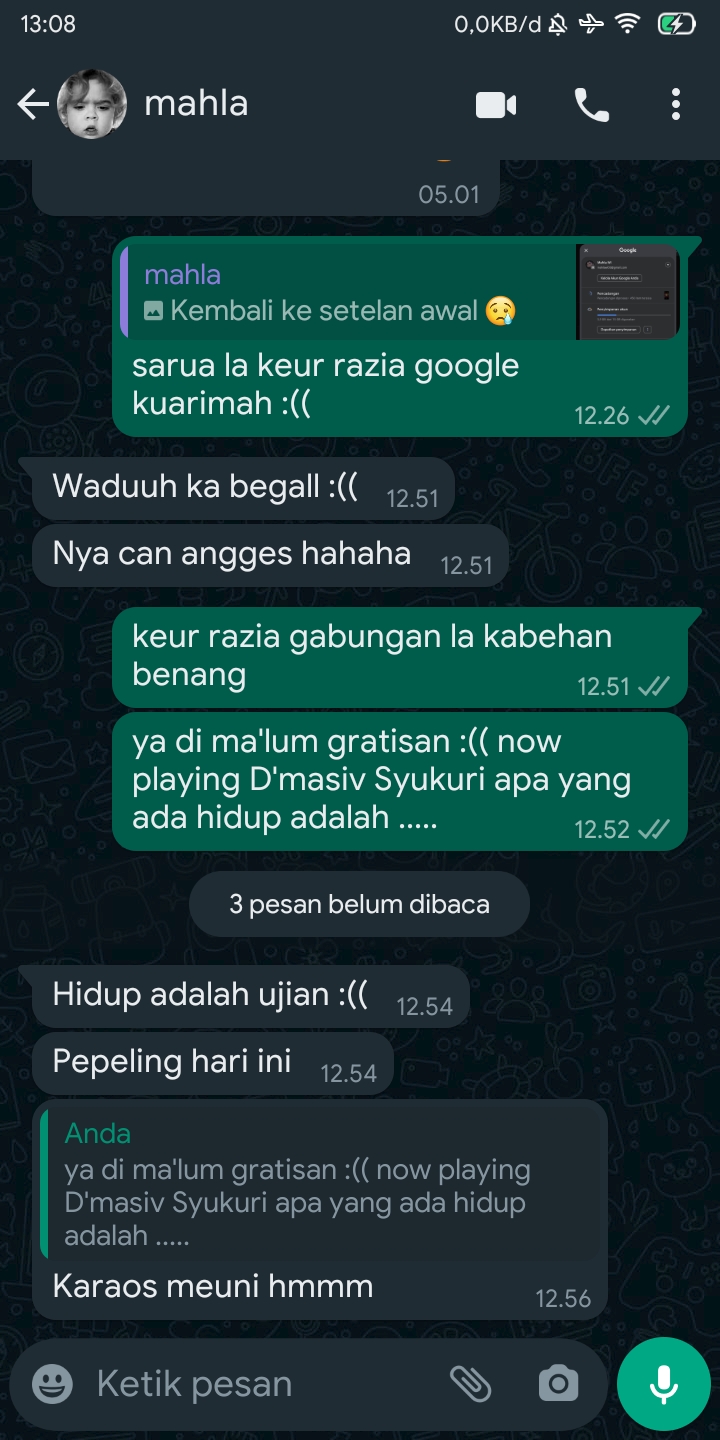 13:08
0,0KB/d
mahla
05.01
mahla
Kembali ke setelan awal 😢
Google
sarua la keur razia google
kuarimah :((
12.26
Waduuh ka begall :((
12.51
Nya can angges hahaha
12.51
keur razia gabungan la kabehan
benang
12.51
ya di ma'lum gratisan :(( now
playing D'masiv Syukuri apa yang
ada hidup adalah .....
12.52
3 pesan belum dibaca
Hidup adalah ujian :((
12.54
Pepeling hari ini
12.54
Anda
ya di ma'lum gratisan :(( now playing
D'masiv Syukuri apa yang ada hidup
adalah .....
Karaos meuni hmmm
12.56
Ketik pesan